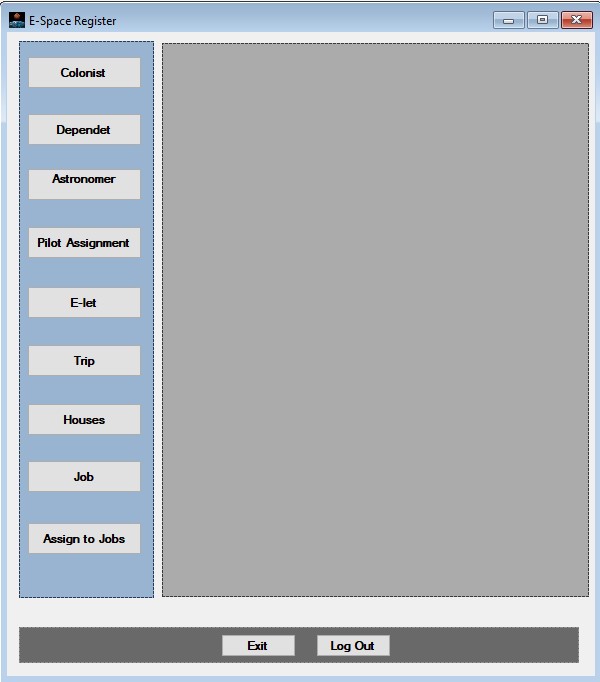 E-Space Register
Colonist
Dependet
Astronomer
Pilot Assignment
E-let
Trip
Houses
Job
Assign to Jobs
Exit
Log Out